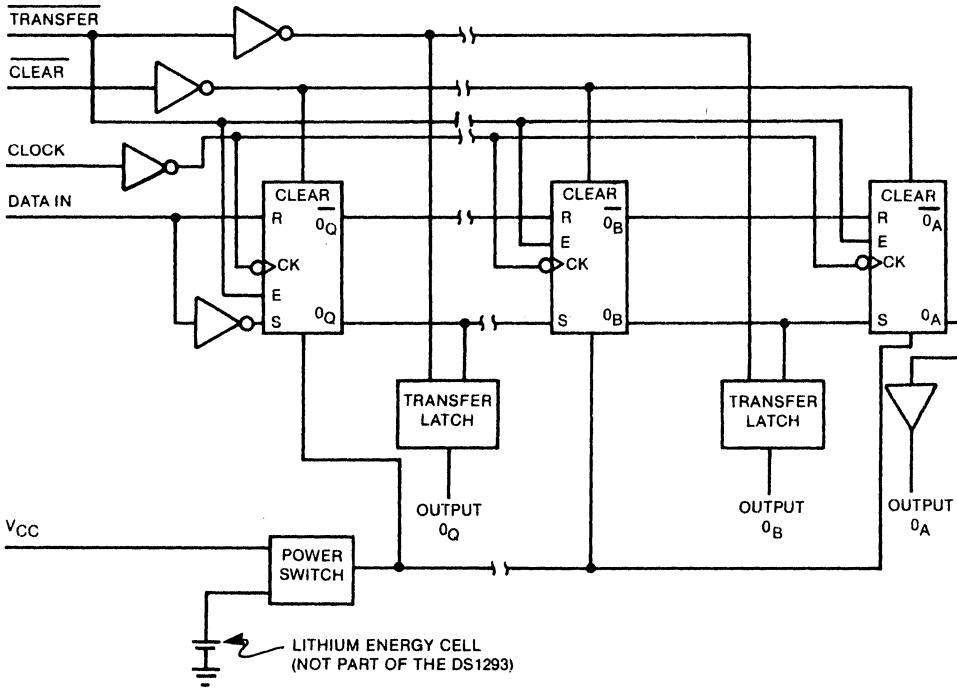 TRANSFER
CLEAR
CLOCK
DATA IN
CLEAR
R
0Q
CK
E
S
0Q
CLEAR
R
0B
E
CK
S
0B
CLEAR
R
0A
E
CK
S
0A
TRANSFER
LATCH
TRANSFER
LATCH
OUTPUT
0Q
OUTPUT
0B
OUTPUT
0A
VCC
POWER
SWITCH
LITHIUM ENERGY CELL
(NOT PART OF THE DS1293)